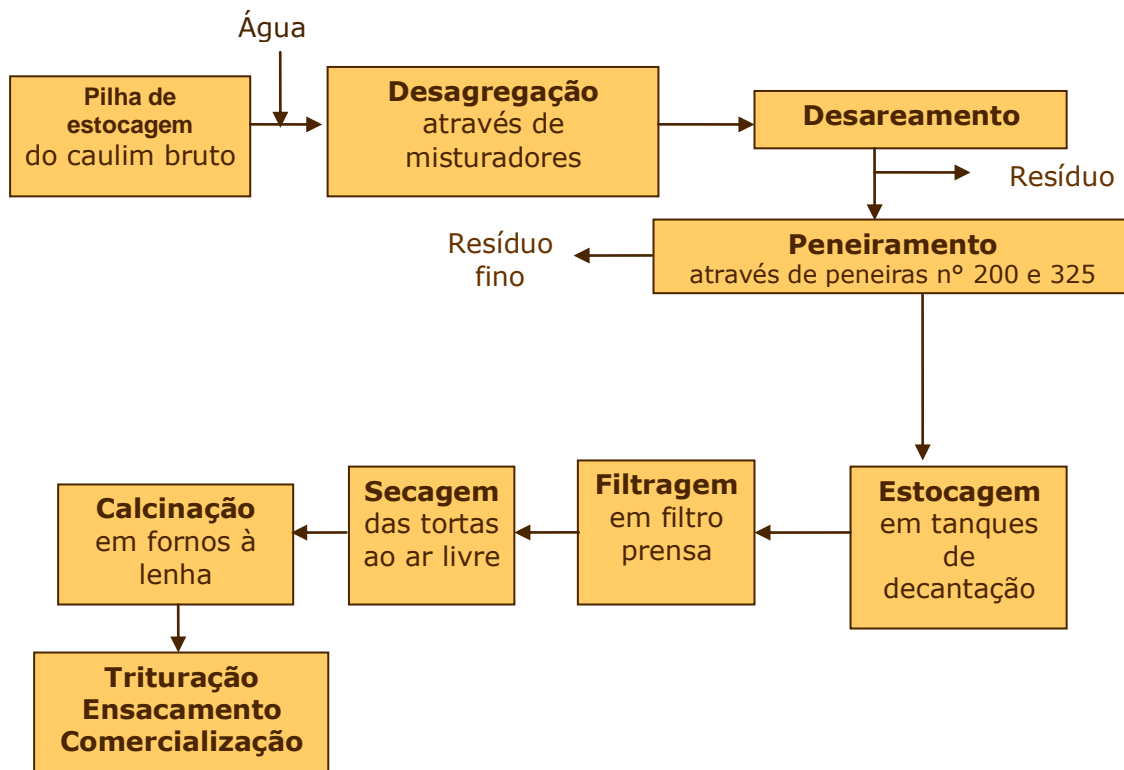 Água
Pilha de
estocagem
do caulim bruto
Desagregação
através de
misturadores
Desareamento
Resíduo
Resíduo
fino
Peneiramento
através de peneiras n° 200 e 325
Calcinação
em fornos à
lenha
Secagem
das tortas
ao ar livre
Filtragem
em filtro
prensa
Estocagem
em tanques
de
decantação
Trituração
Ensacamento
Comercialização